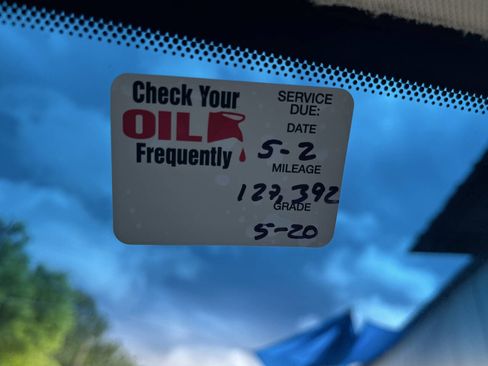 Check Your
OIL
Frequently
SERVICE
DUE:
DATE
5-2
MILEAGE
127,392
GRADE
5-20